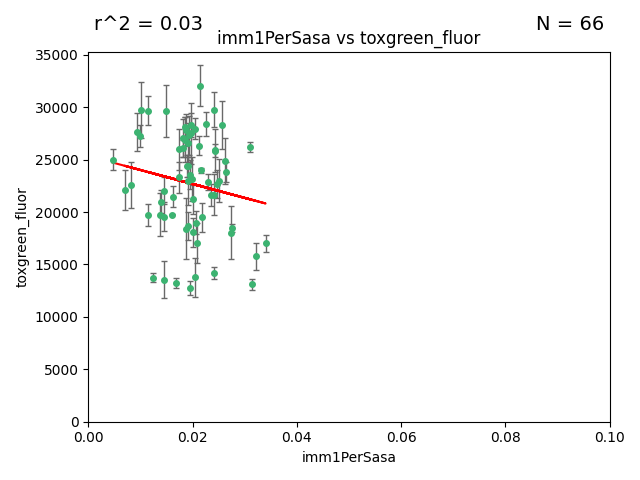 r^2 = 0.03
N = 66
imm1PerSasa vs toxgreen_fluor
35000
30000
25000
20000
15000
10000
5000
0
toxgreen_fluor
0.00
0.02
0.04
0.06
0.08
0.10
imm1PerSasa